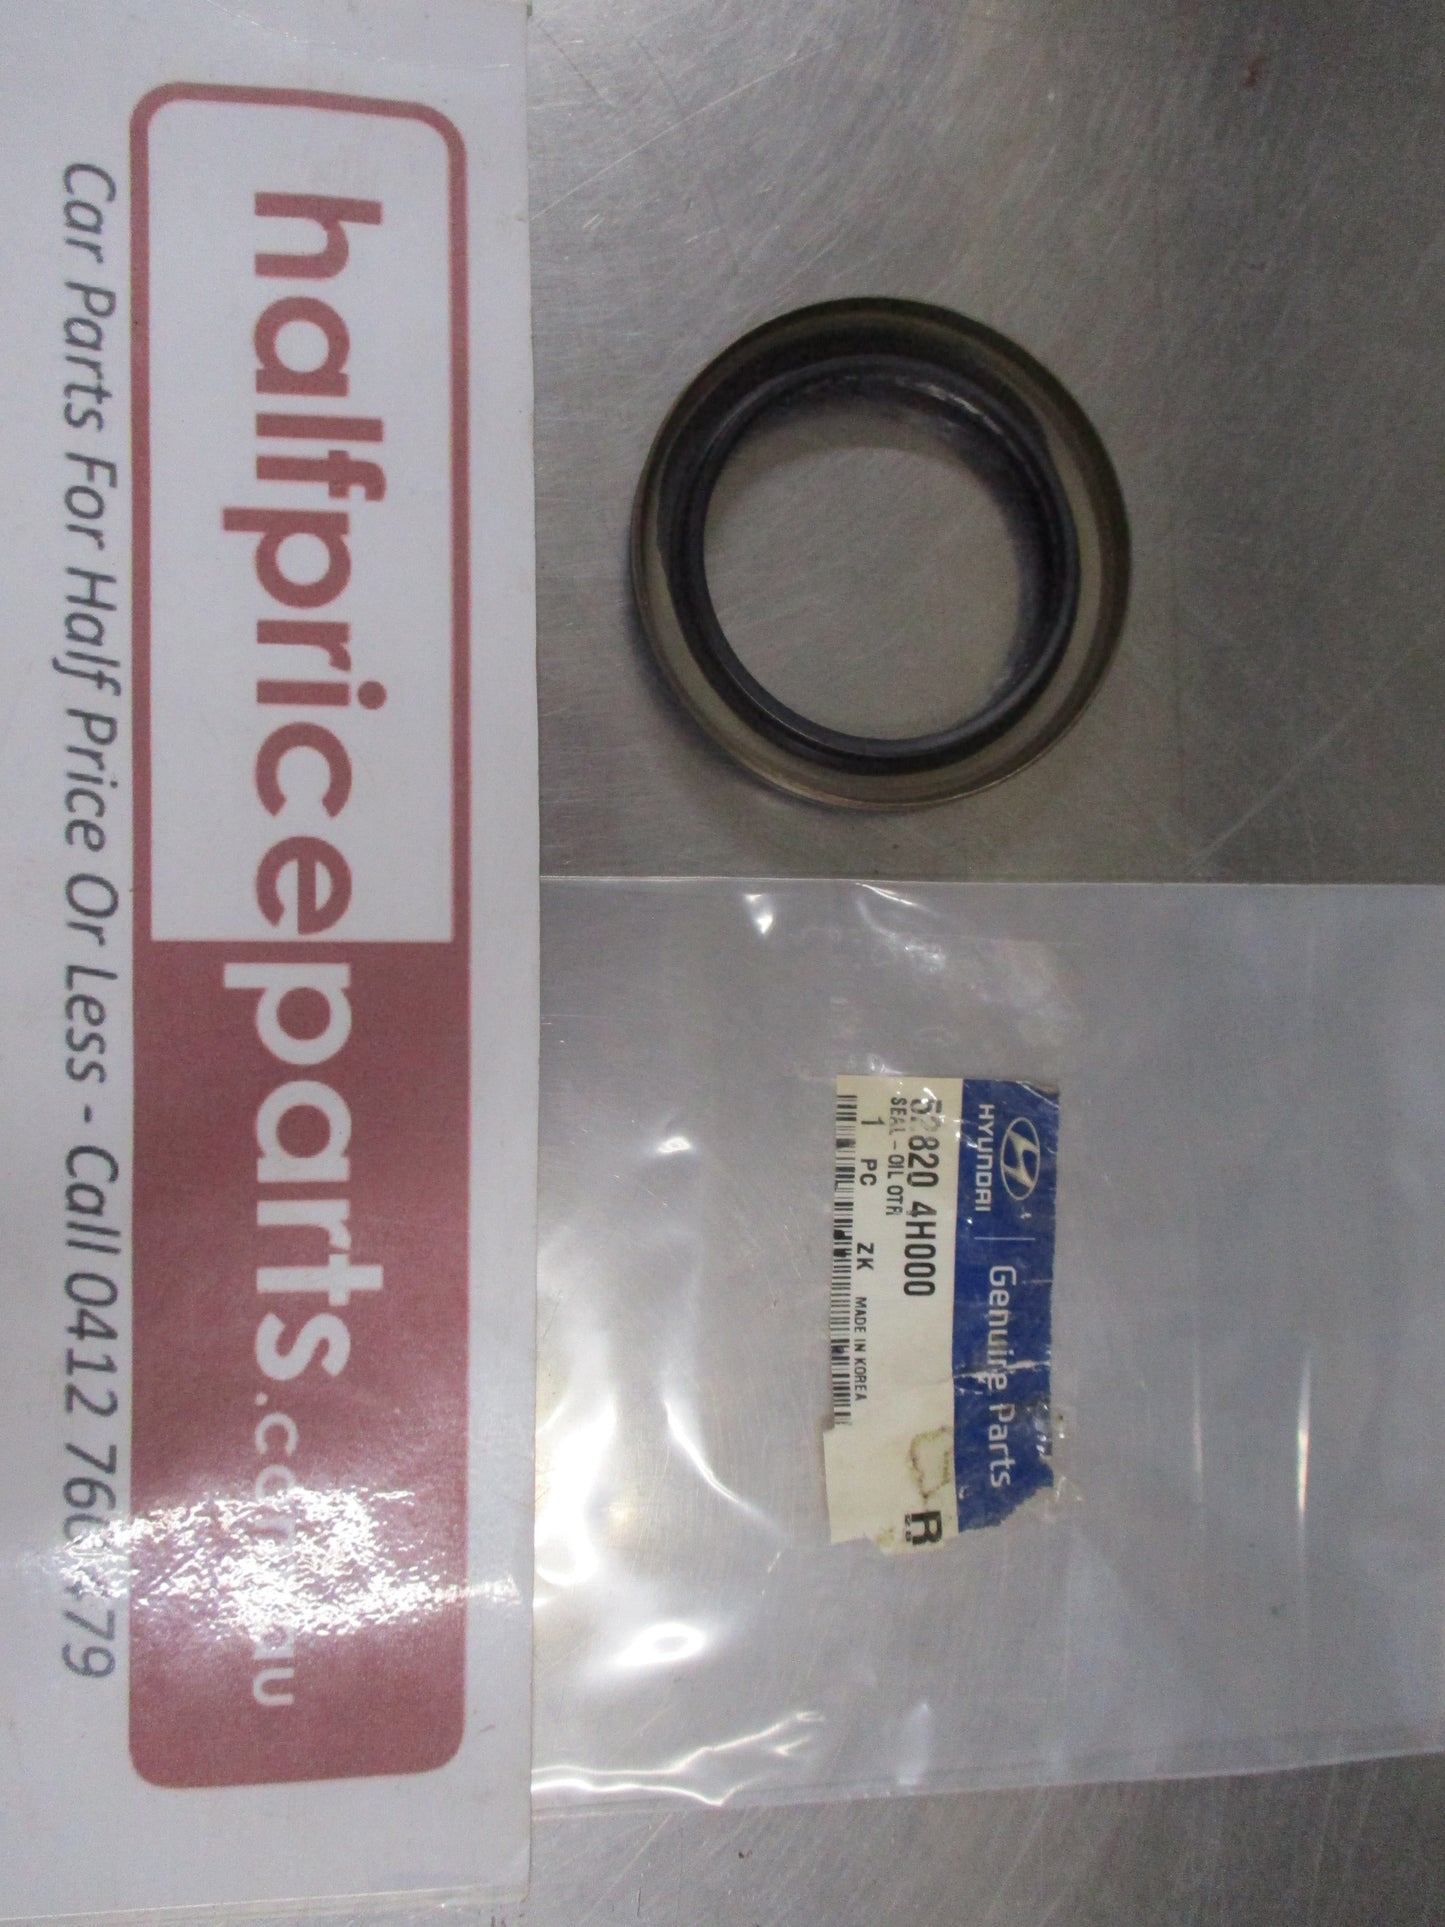 halfpriceparts.com.au
Car Parts For Half Price Or Less - Call 0412 76
HYUNDAI Genuine Parts
52820 4H000
SEAL-OIL OTR
1 PC ZK MADE IN KOREA
R